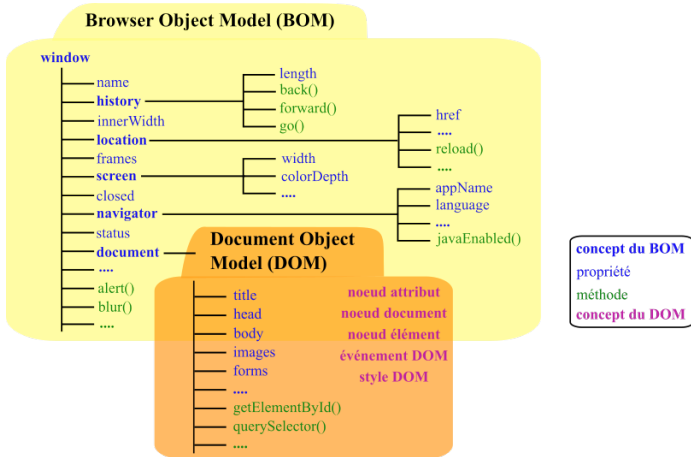 Browser Object Model (BOM)
window
name
history
innerWidth
location
frames
screen
closed
navigator
status
document
....
alert()
blur()
....
length
back()
forward()
go()
href
....
reload()
....
width
colorDepth
....
appName
language
....
javaEnabled()
Document Object
Model (DOM)
title
head
body
images
forms
....
getElementById()
querySelector()
....
noeud attribut
noeud document
noeud élément
événement DOM
style DOM
concept du BOM
propriété
méthode
concept du DOM